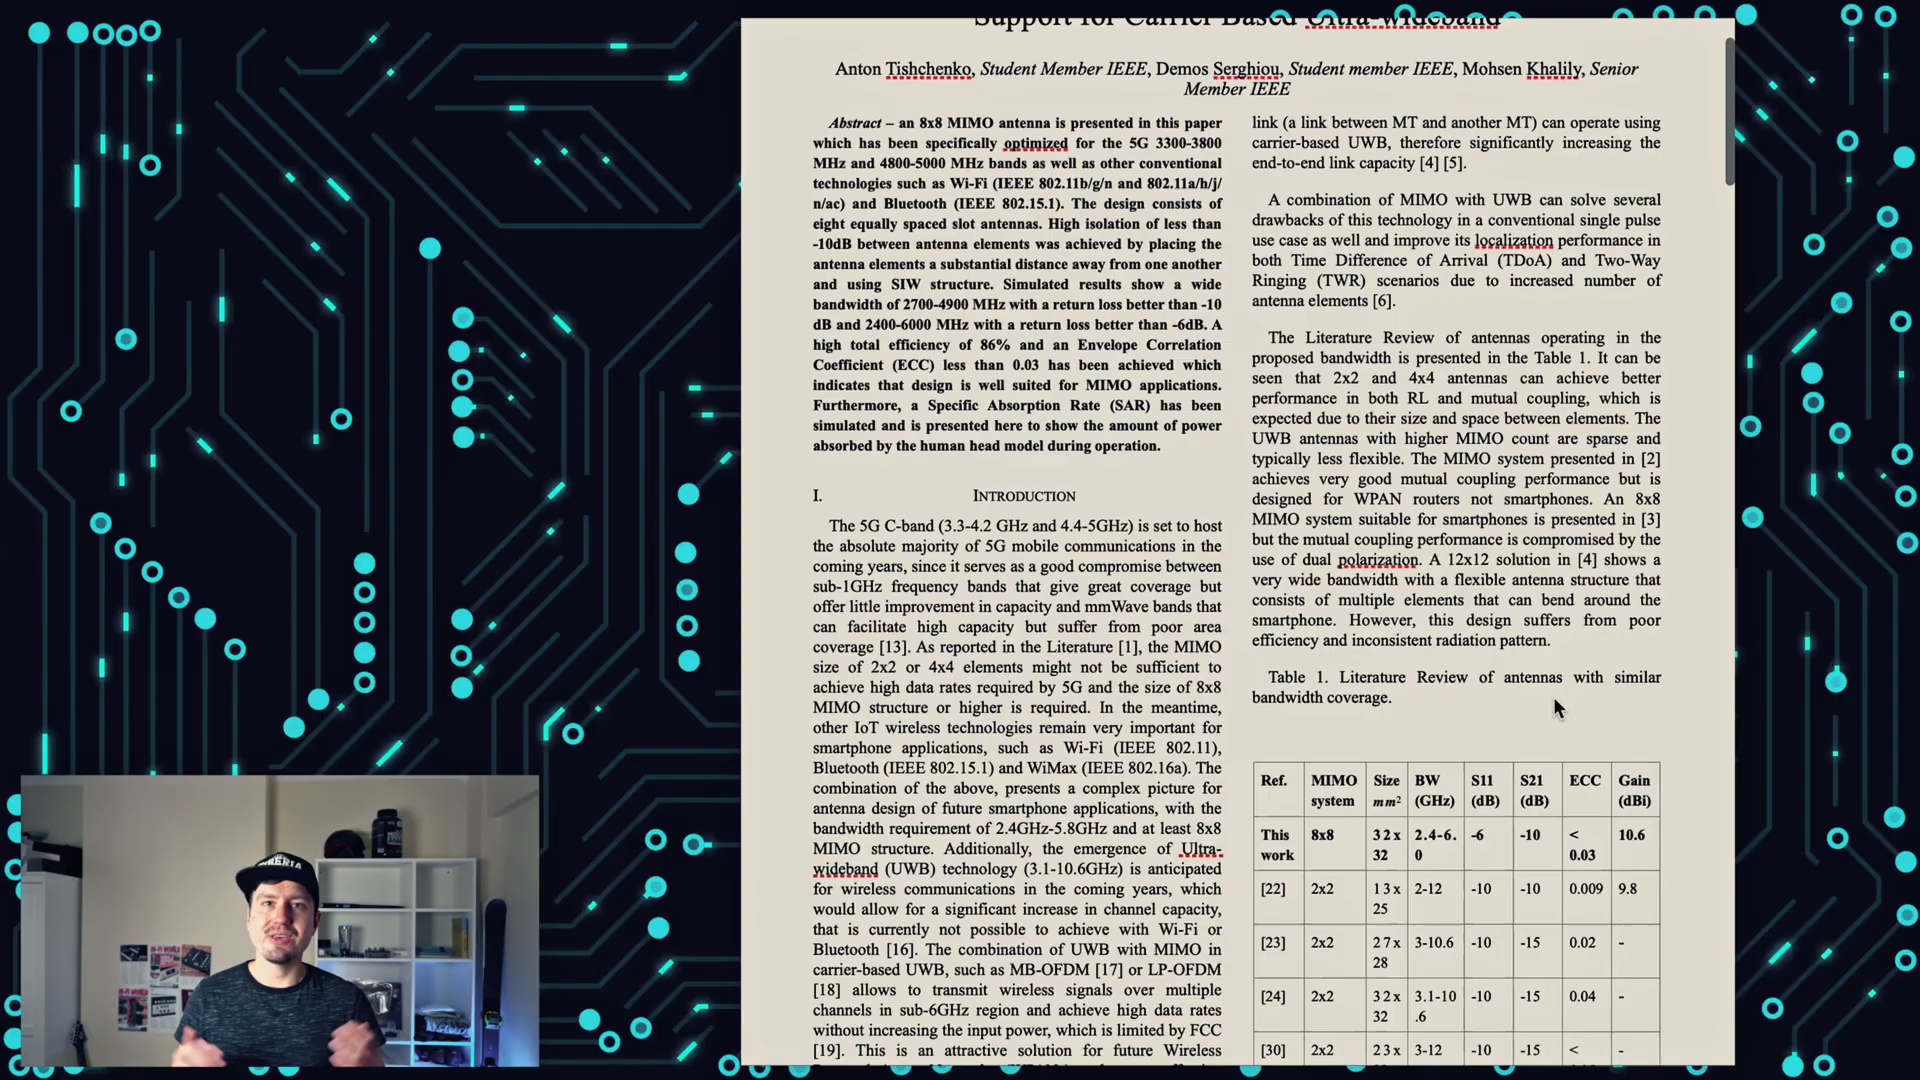 Support for Carrier Based Ultra-wideband
Anton Tishchenko, Student Member IEEE, Demos Serghiou, Student member IEEE, Mohsen Khalily, Senior
Member IEEE
Abstract – an 8x8 MIMO antenna is presented in this paper
which has been specifically optimized for the 5G 3300-3800
MHz and 4800-5000 MHz bands as well as other conventional
technologies such as Wi-Fi (IEEE 802.11b/g/n and 802.11a/h/j/
n/ac) and Bluetooth (IEEE 802.15.1). The design consists of
eight equally spaced slot antennas. High isolation of less than
-10dB between antenna elements was achieved by placing the
antenna elements a substantial distance away from one another
and using SIW structure. Simulated results show a wide
bandwidth of 2700-4900 MHz with a return loss better than -10
dB and 2400-6000 MHz with a return loss better than -6dB. A
high total efficiency of 86% and an Envelope Correlation
Coefficient (ECC) less than 0.03 has been achieved which
indicates that design is well suited for MIMO applications.
Furthermore, a Specific Absorption Rate (SAR) has been
simulated and is presented here to show the amount of power
absorbed by the human head model during operation.
I. INTRODUCTION
The 5G C-band (3.3-4.2 GHz and 4.4-5GHz) is set to host
the absolute majority of 5G mobile communications in the
coming years, since it serves as a good compromise between
sub-1GHz frequency bands that give great coverage but
offer little improvement in capacity and mmWave bands that
can facilitate high capacity but suffer from poor area
coverage [13]. As reported in the Literature [1], the MIMO
size of 2x2 or 4x4 elements might not be sufficient to
achieve high data rates required by 5G and the size of 8x8
MIMO structure or higher is required. In the meantime,
other IoT wireless technologies remain very important for
smartphone applications, such as Wi-Fi (IEEE 802.11),
Bluetooth (IEEE 802.15.1) and WiMax (IEEE 802.16a). The
combination of the above, presents a complex picture for
antenna design of future smartphone applications, with the
bandwidth requirement of 2.4GHz-5.8GHz and at least 8x8
MIMO structure. Additionally, the emergence of Ultra-
wideband (UWB) technology (3.1-10.6GHz) is anticipated
for wireless communications in the coming years, which
would allow for a significant increase in channel capacity,
that is currently not possible to achieve with Wi-Fi or
Bluetooth [16]. The combination of UWB with MIMO in
carrier-based UWB, such as MB-OFDM [17] or LP-OFDM
[18] allows to transmit wireless signals over multiple
channels in sub-6GHz region and achieve high data rates
without increasing the input power, which is limited by FCC
[19]. This is an attractive solution for future Wireless
link (a link between MT and another MT) can operate using
carrier-based UWB, therefore significantly increasing the
end-to-end link capacity [4] [5].
A combination of MIMO with UWB can solve several
drawbacks of this technology in a conventional single pulse
use case as well and improve its localization performance in
both Time Difference of Arrival (TDoA) and Two-Way
Ringing (TWR) scenarios due to increased number of
antenna elements [6].
The Literature Review of antennas operating in the
proposed bandwidth is presented in the Table 1. It can be
seen that 2x2 and 4x4 antennas can achieve better
performance in both RL and mutual coupling, which is
expected due to their size and space between elements. The
UWB antennas with higher MIMO count are sparse and
typically less flexible. The MIMO system presented in [2]
achieves very good mutual coupling performance but is
designed for WPAN routers not smartphones. An 8x8
MIMO system suitable for smartphones is presented in [3]
but the mutual coupling performance is compromised by the
use of dual polarization. A 12x12 solution in [4] shows a
very wide bandwidth with a flexible antenna structure that
consists of multiple elements that can bend around the
smartphone. However, this design suffers from poor
efficiency and inconsistent radiation pattern.
Table 1. Literature Review of antennas with similar
bandwidth coverage.
Ref. MIMO Size BW S11 S21 ECC Gain
system mm² (GHz) (dB) (dB) (dBi)
This 8x8 32 x 2.4-6. -6 -10 < 10.6
work 32 0 0.03
[22] 2x2 13 x 2-12 -10 -10 0.009 9.8
25
[23] 2x2 27 x 3-10.6 -10 -15 0.02 -
28
[24] 2x2 32 x 3.1-10 -10 -15 0.04 -
32 .6
[30] 2x2 23 x 3-12 -10 -15 < -